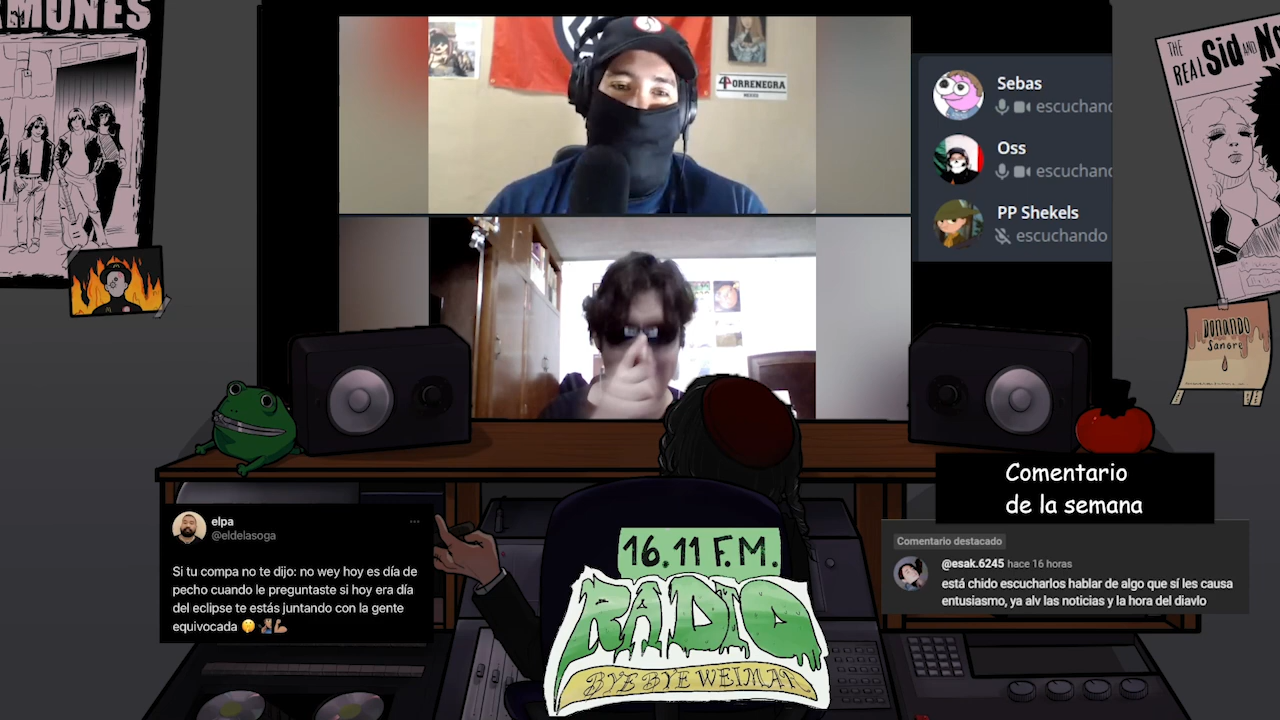 RAMONES
4ORRENEGRA
MEXICO
Sebas
escuchand
Oss
escuchand
PP Shekels
escuchando
THE
REAL Sid AND N
DONANDO
Sangre
Comentario
de la semana
elpa
@eldelasoga
Si tu compa no te dijo: no wey hoy es día de
pecho cuando le preguntaste si hoy era día
del eclipse te estás juntando con la gente
equivocada
Comentario destacado
@esak.6245 hace 16 horas
está chido escucharlos hablar de algo que sí les causa
entusiasmo, ya alv las noticias y la hora del diavlo
16.11 F.M.
RADIO
BYE BYE WEIMAR